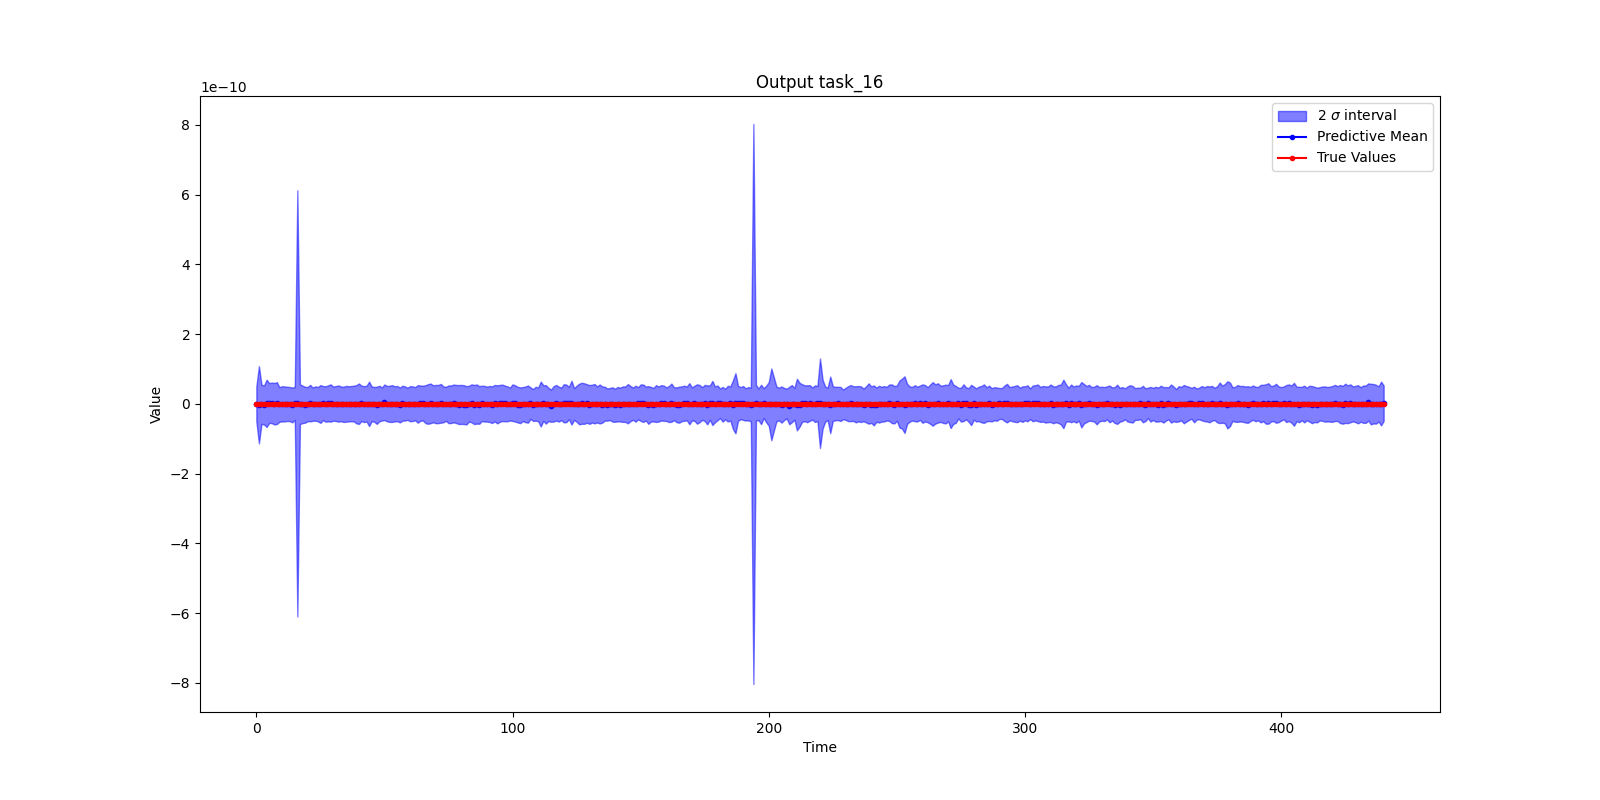 Output task_16
1e−10
2 σ interval
Predictive Mean
True Values
8
6
4
2
0
−2
−4
−6
−8
Value
0 100 200 300 400
Time